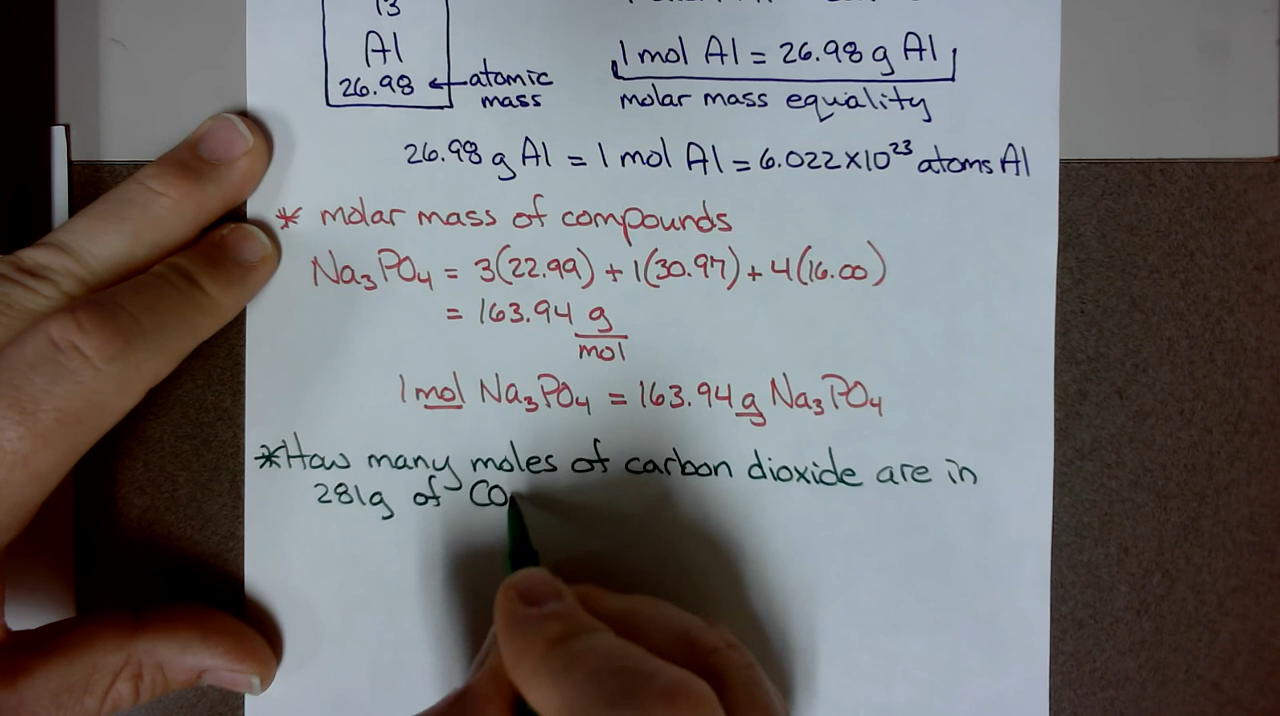 13
Al
26.98 ← atomic mass
1 mol Al = 26.98 g Al
molar mass equality
26.98 g Al = 1 mol Al = 6.022×10²³ atoms Al
* molar mass of compounds
Na₃PO₄ = 3(22.99) + 1(30.97) + 4(16.00)
= 163.94 g/mol
1 mol Na₃PO₄ = 163.94 g Na₃PO₄
*How many moles of carbon dioxide are in
281g of CO